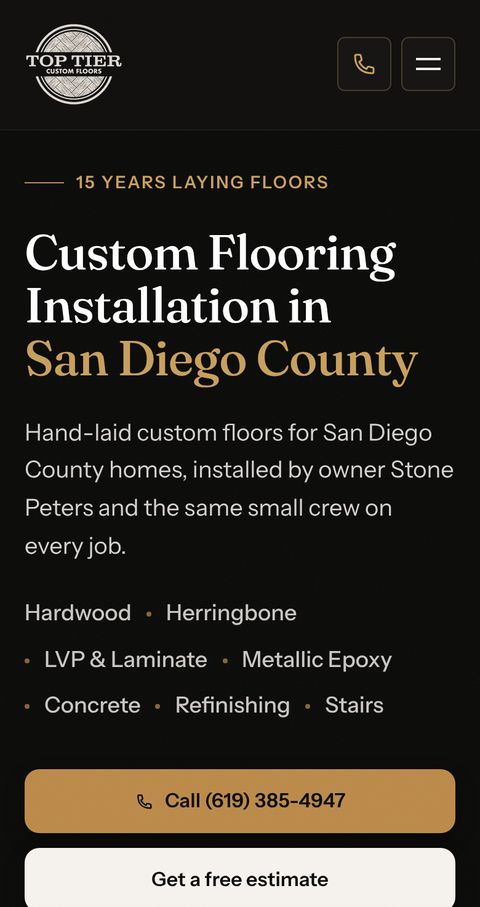 TOP TIER
CUSTOM FLOORS
15 YEARS LAYING FLOORS
Custom Flooring
Installation in
San Diego County
Hand-laid custom floors for San Diego
County homes, installed by owner Stone
Peters and the same small crew on
every job.
Hardwood • Herringbone
• LVP & Laminate • Metallic Epoxy
• Concrete • Refinishing • Stairs
Call (619) 385-4947
Get a free estimate